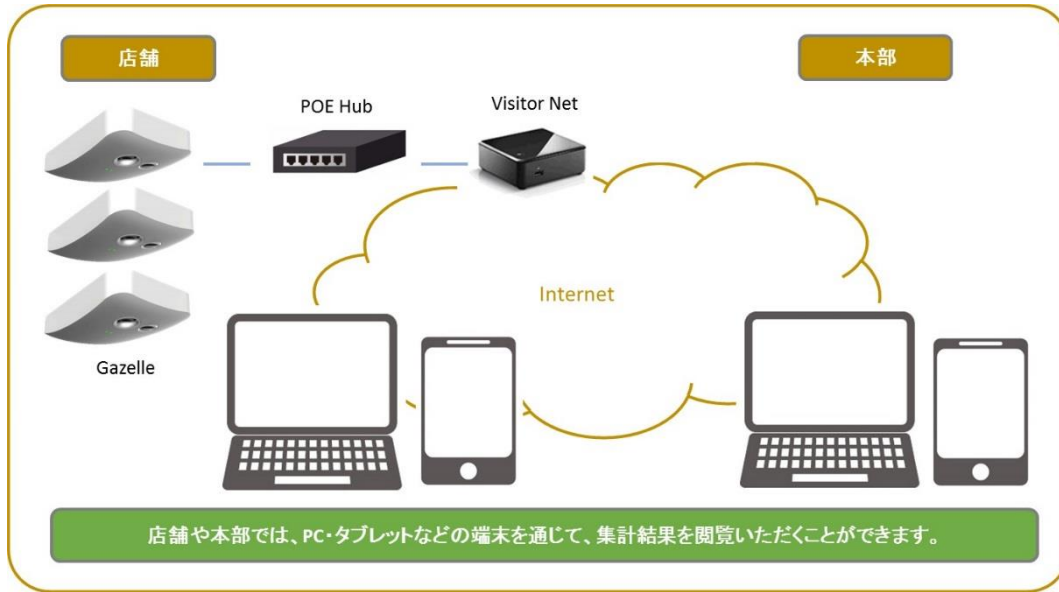 店舗
本部
POE Hub
Visitor Net
Internet
Gazelle
店舗や本部では、PC・タブレットなどの端末を通じて、集計結果を閲覧いただくことができます。